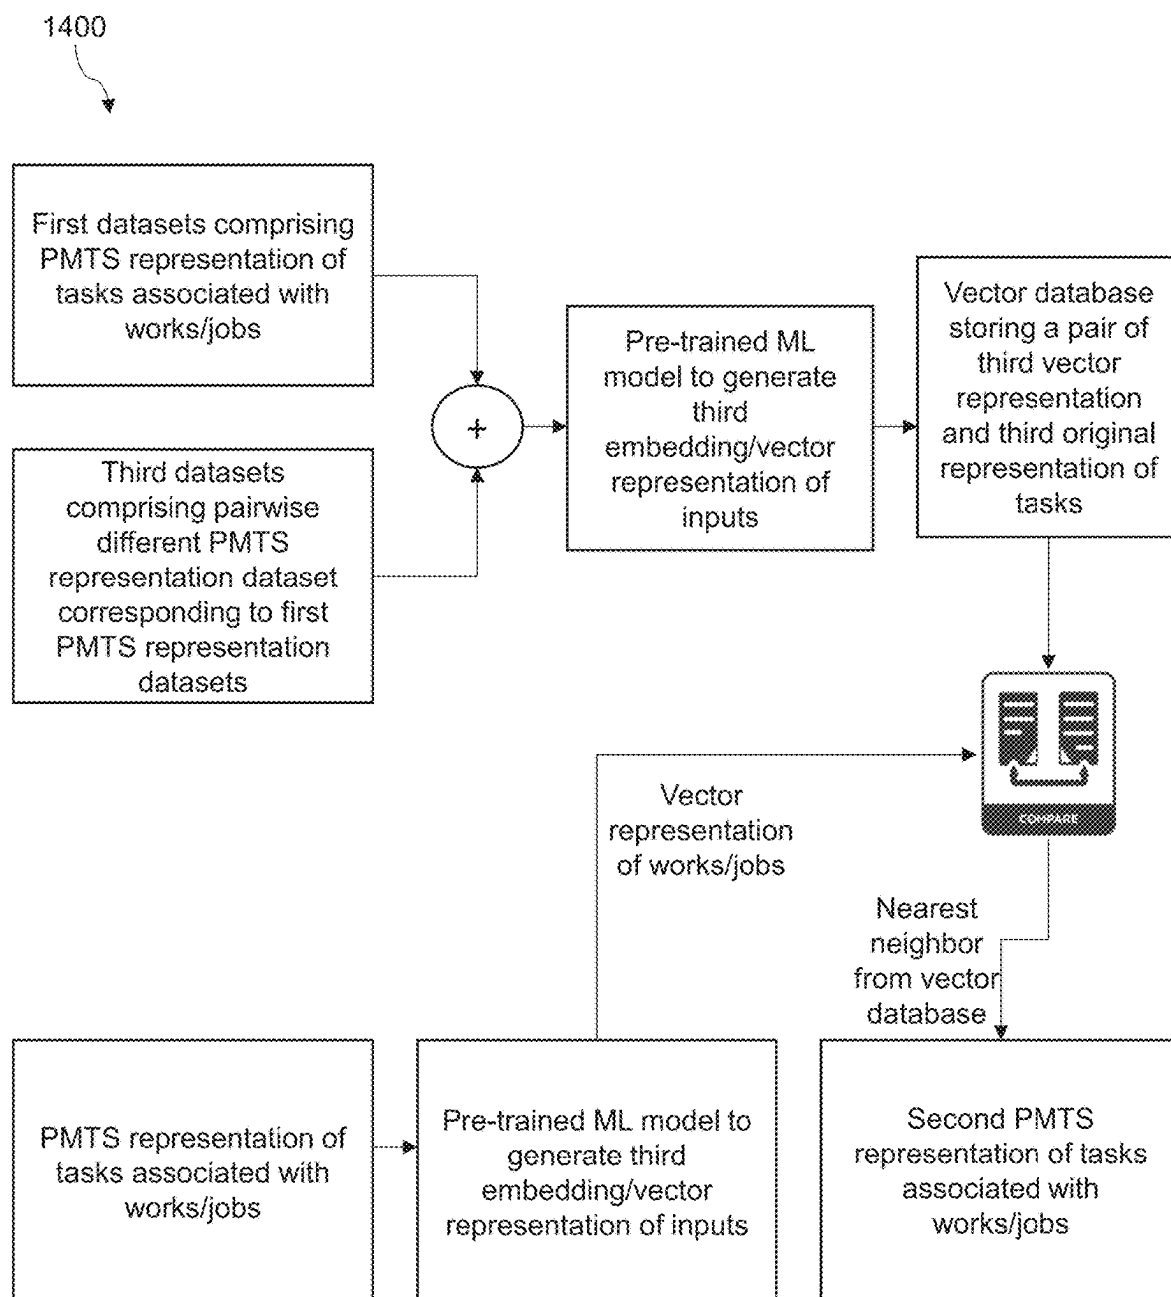 1400
First datasets comprising
PMTS representation of
tasks associated with
works/jobs
Third datasets
comprising pairwise
different PMTS
representation dataset
corresponding to first
PMTS representation
datasets
+
Pre-trained ML
model to generate
third
embedding/vector
representation of
inputs
Vector database
storing a pair of
third vector
representation
and third original
representation of
tasks
COMPARE
Vector
representation
of works/jobs
Nearest
neighbor
from vector
database
PMTS representation of
tasks associated with
works/jobs
Pre-trained ML model to
generate third
embedding/vector
representation of inputs
Second PMTS
representation of tasks
associated with
works/jobs